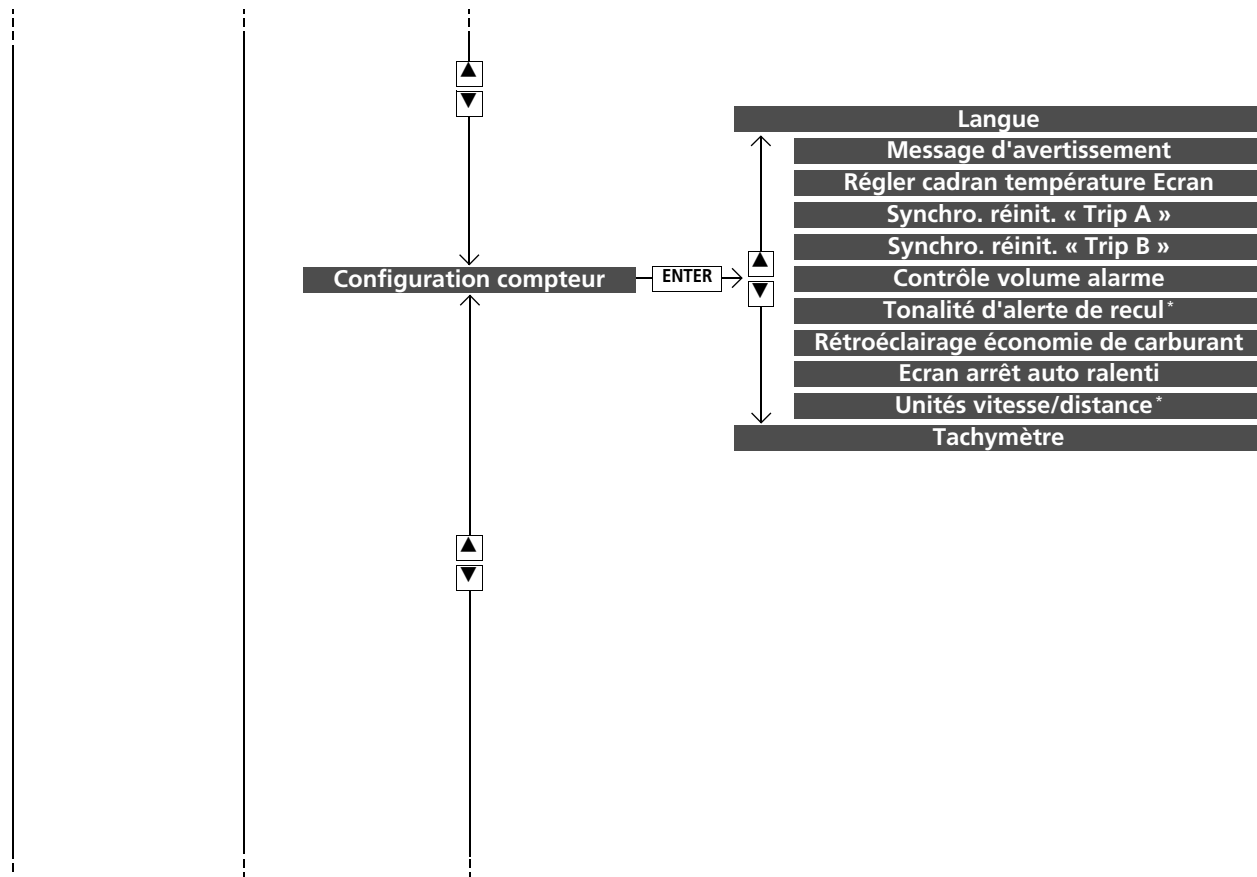 ▲
▼
Langue
Message d'avertissement
Régler cadran température Ecran
Synchro. réinit. « Trip A »
Synchro. réinit. « Trip B »
Configuration compteur
ENTER
▲
▼
Contrôle volume alarme
Tonalité d'alerte de recul*
Rétroéclairage économie de carburant
Ecran arrêt auto ralenti
Unités vitesse/distance*
Tachymètre
▲
▼